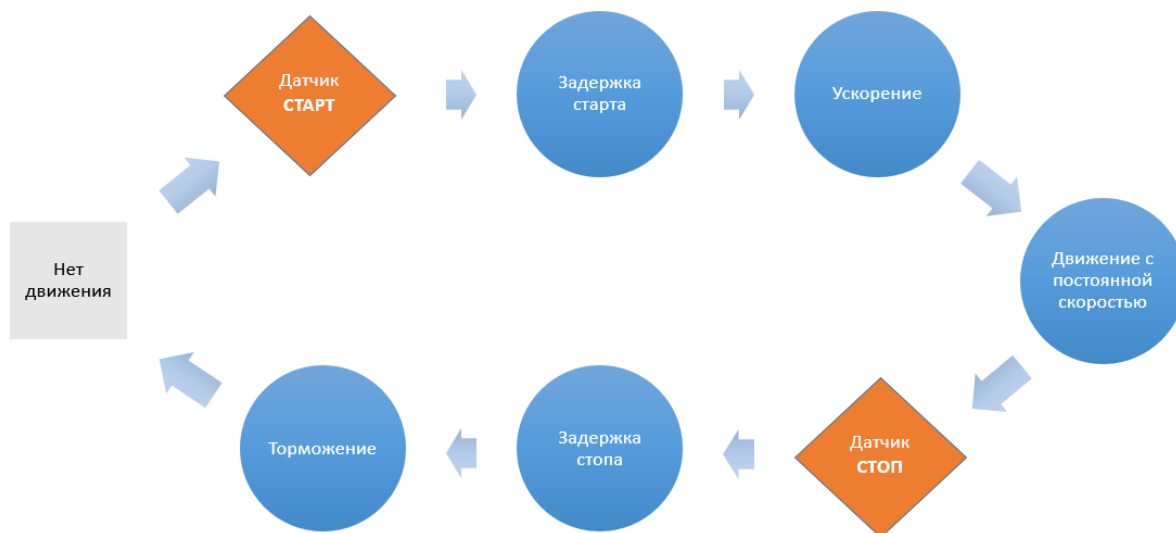 Датчик
СТАРТ
Задержка
старта
Ускорение
Нет
движения
Движение с
постоянной
скоростью
Торможение
Задержка
стопа
Датчик
СТОП